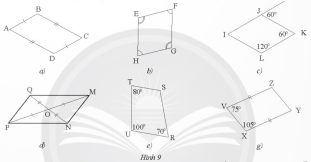 B
A
C
D
a)
E
F
H
G
b)
J
60°
I
60°
K
120°
L
c)
Q
M
O
P
N
d)
T
S
80°
100°
70°
U
R
e)
Z
V
75°
Y
105°
X
g)
Hình 9